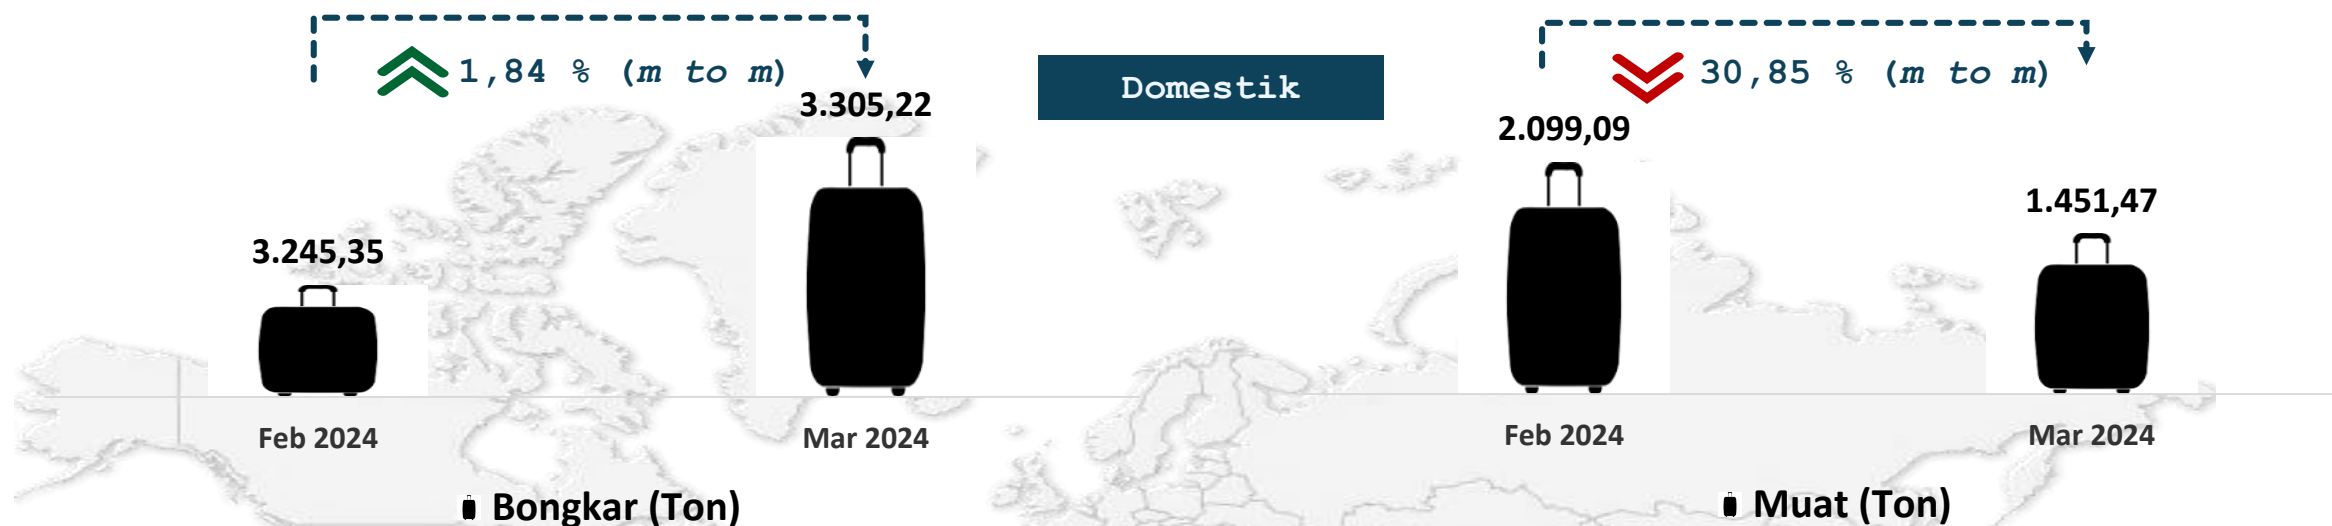 1,84 % (m to m)
3.305,22
3.245,35
Feb 2024
Mar 2024
Bongkar (Ton)
Domestik
30,85 % (m to m)
2.099,09
1.451,47
Feb 2024
Mar 2024
Muat (Ton)